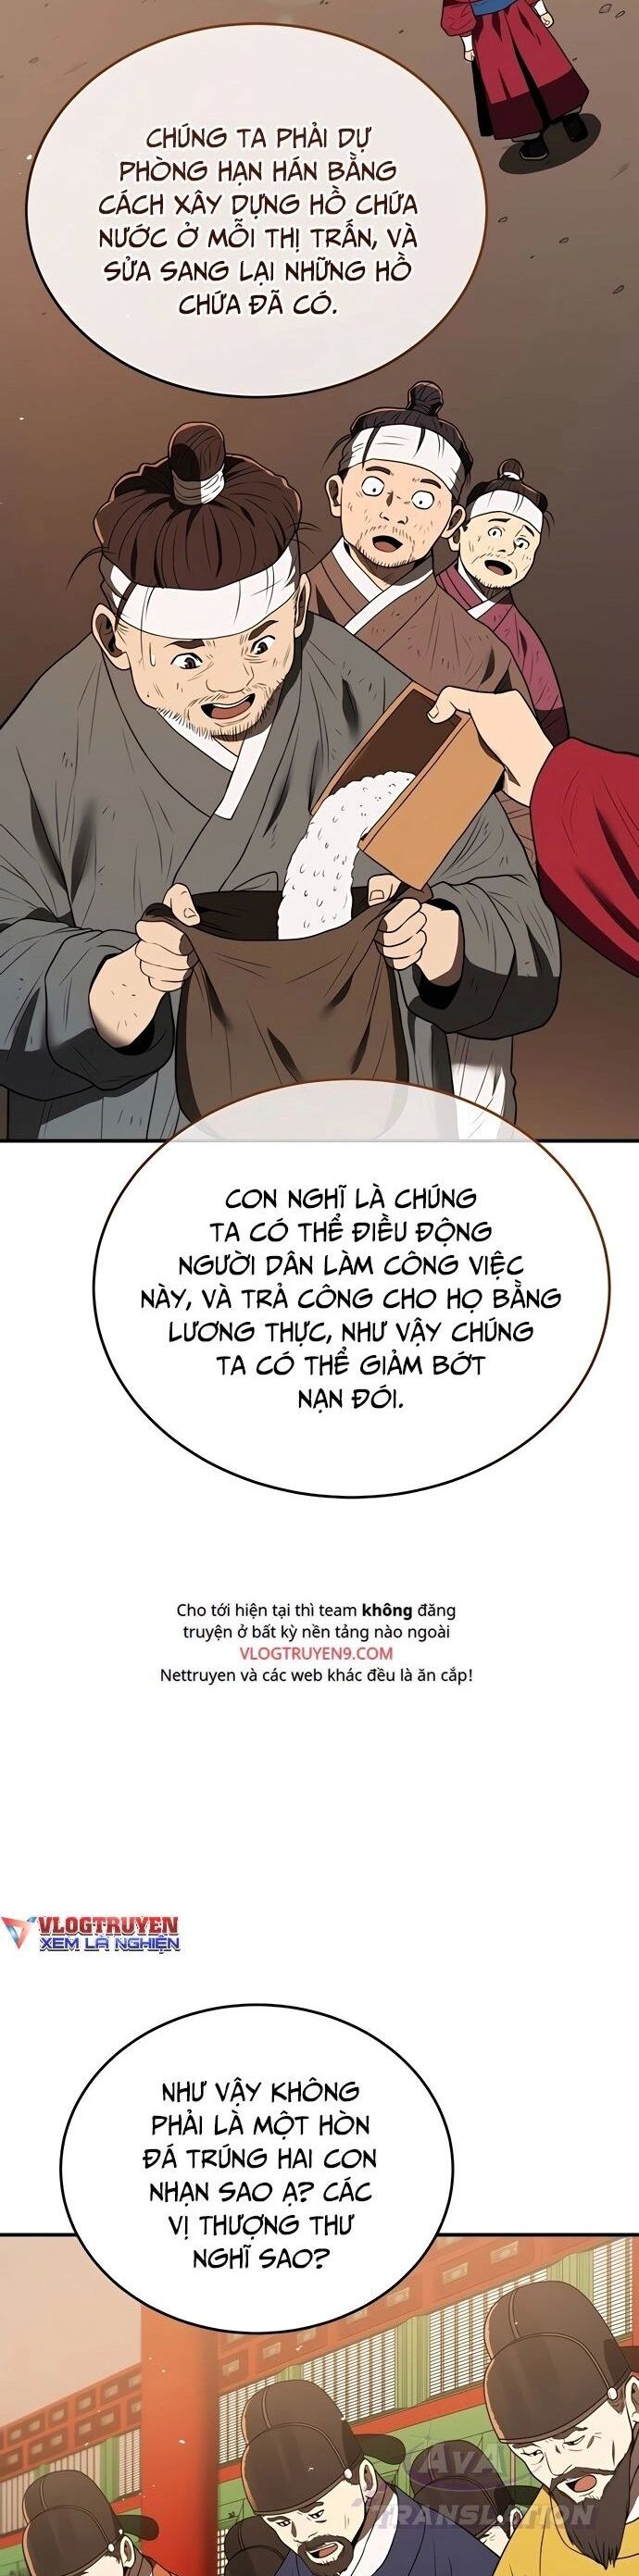 CHÚNG TA PHẢI DỰ
PHÒNG HẠN HÁN BẰNG
CÁCH XÂY DỰNG HỒ CHỨA
NƯỚC Ở MỖI THỊ TRẤN, VÀ
SỬA SANG LẠI NHỮNG HỒ
CHỨA ĐÃ CÓ.
CON NGHĨ LÀ CHÚNG
TA CÓ THỂ ĐIỀU ĐỘNG
NGƯỜI DÂN LÀM CÔNG VIỆC
NÀY, VÀ TRẢ CÔNG CHO HỌ BẰNG
LƯƠNG THỰC, NHƯ VẬY CHÚNG
TA CÓ THỂ GIẢM BỚT
NẠN ĐÓI.
Cho tới hiện tại thì team không đăng
truyện ở bất kỳ nền tảng nào ngoài
VLOGTRUYEN9.COM
Nettruyen và các web khác đều là ăn cắp!
VLOGTRUYEN
XEM LÀ NGHIỆN
NHƯ VẬY KHÔNG
PHẢI LÀ MỘT HÒN
ĐÁ TRÚNG HAI CON
NHẠN SAO Ạ? CÁC
VỊ THƯỢNG THƯ
NGHĨ SAO?
AVAC
TRANSLATION